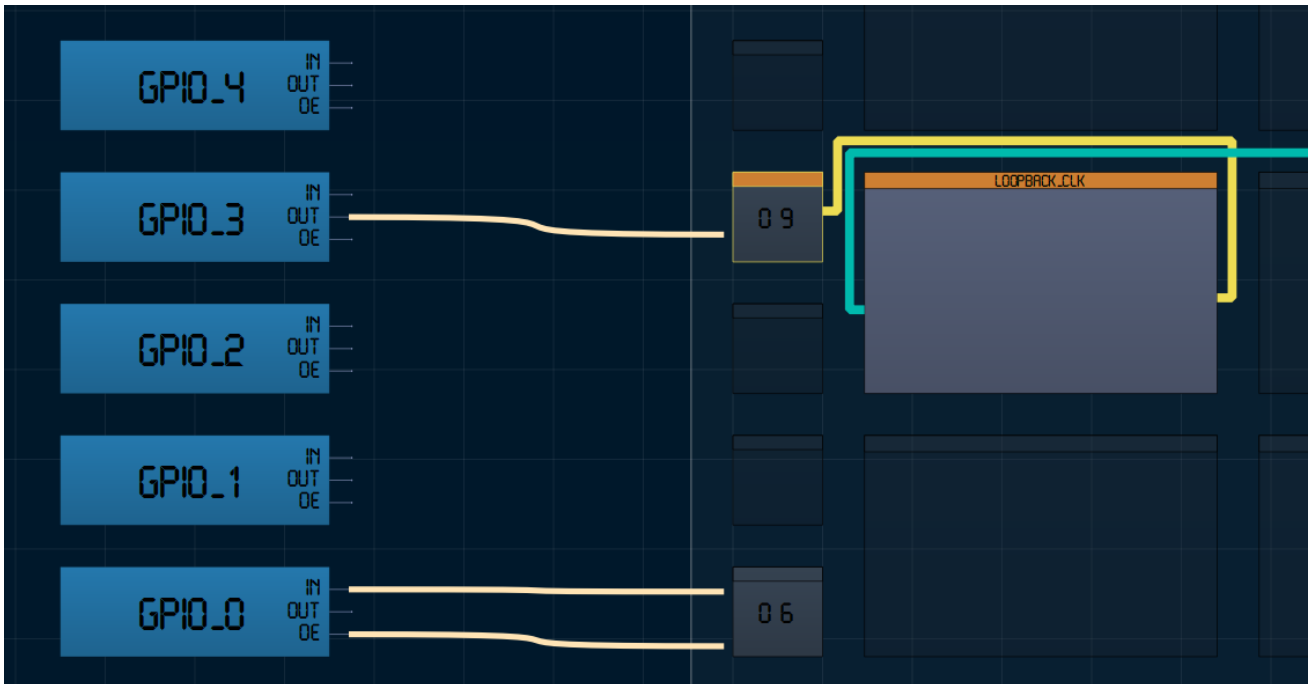 GPIO_4
IN
OUT
OE
GPIO_3
IN
OUT
OE
09
LOOPBACK_CLK
GPIO_2
IN
OUT
OE
GPIO_1
IN
OUT
OE
GPIO_0
IN
OUT
OE
06